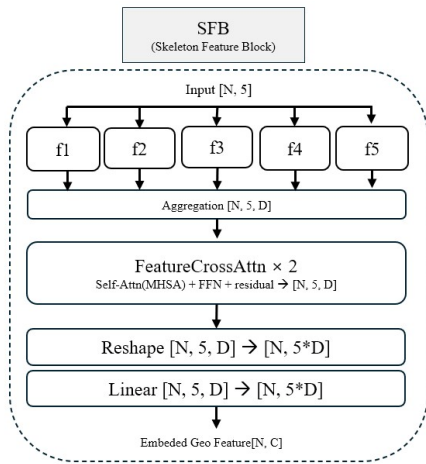 SFB
(Skeleton Feature Block)
Input [N, 5]
f1 f2 f3 f4 f5
Aggregation [N, 5, D]
FeatureCrossAttn × 2
Self-Attn(MHSA) + FFN + residual → [N, 5, D]
Reshape [N, 5, D] → [N, 5*D]
Linear [N, 5, D] → [N, 5*D]
Embeded Geo Feature[N, C]